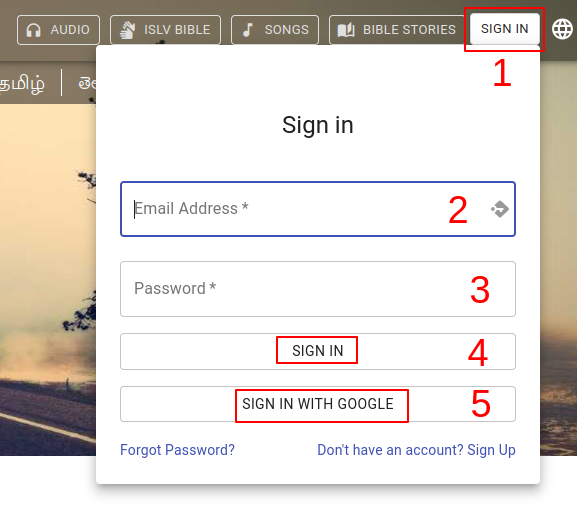 AUDIO ISLV BIBLE SONGS BIBLE STORIES SIGN IN
1
தமிழ்
Sign in
Email Address *
2
Password *
3
SIGN IN
4
SIGN IN WITH GOOGLE
5
Forgot Password? Don't have an account? Sign Up